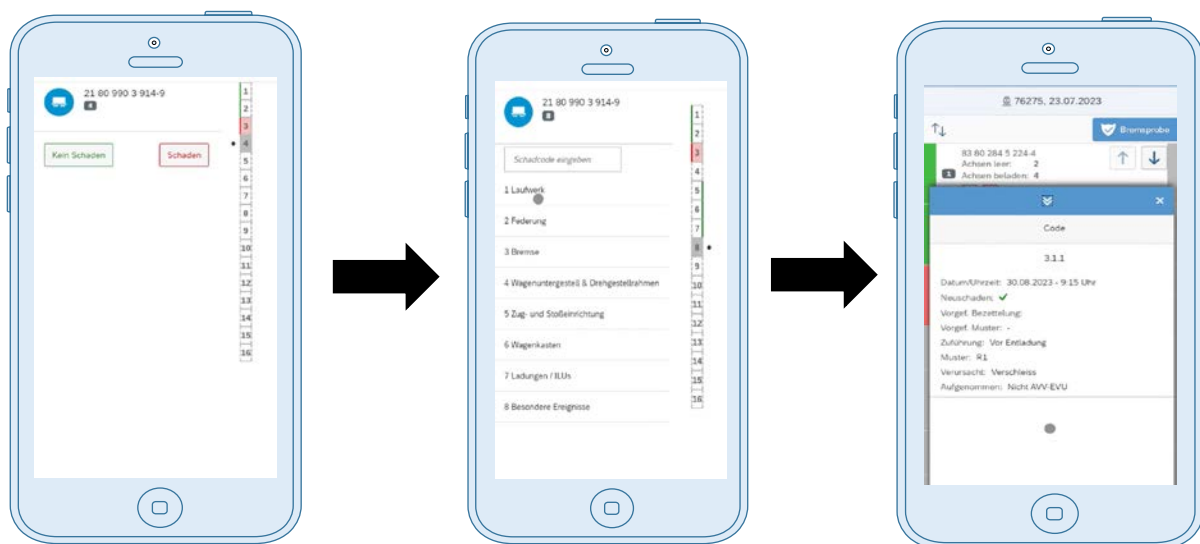 21 80 990 3 914-9
4
Kein Schaden
Schaden
1
2
3
4
5
6
7
8
9
10
11
12
13
14
15
16
21 80 990 3 914-9
8
Schadcode eingeben
1 Laufwerk
2 Federung
3 Bremse
4 Wagenuntergestell & Drehgestellrahmen
5 Zug- und Stoßeinrichtung
6 Wagenkasten
7 Ladungen / ILUs
8 Besondere Ereignisse
1
2
3
4
5
6
7
8
9
10
11
12
13
14
15
16
76275, 23.07.2023
Bremsprobe
83 80 284 5 224-4
Achsen leer: 2
1 Achsen beladen: 4
Code
3.1.1
Datum/Uhrzeit: 30.08.2023 - 9:15 Uhr
Neuschaden:
Vorgef. Bezettelung:
Vorgef. Muster: -
Zuführung: Vor Entladung
Muster: R1
Verursacht: Verschleiss
Aufgenommen: Nicht AVV-EVU